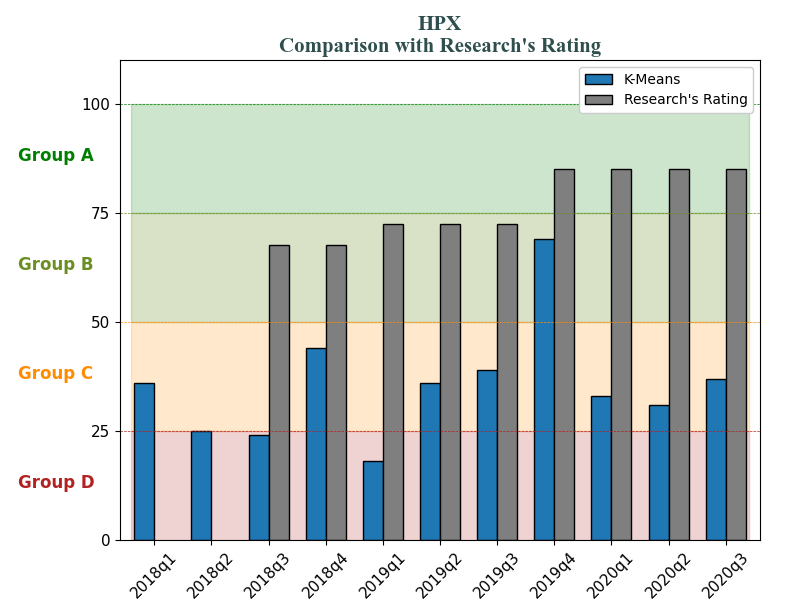 HPX
Comparison with Research's Rating
K-Means
Research's Rating
100
Group A
75
Group B
50
Group C
25
Group D
0
2018q1 2018q2 2018q3 2018q4 2019q1 2019q2 2019q3 2019q4 2020q1 2020q2 2020q3